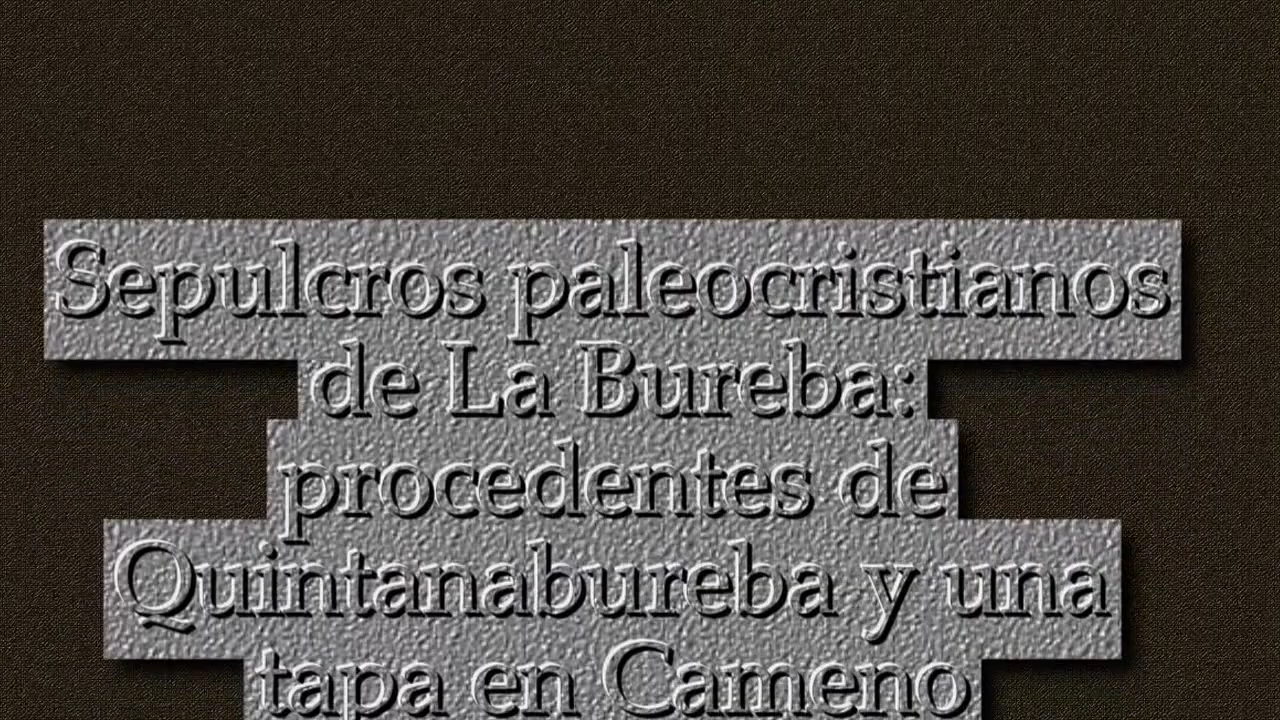 Sepulcros paleocristianos
de La Bureba:
procedentes de
Quintanabureba y una
tapa en Cameno